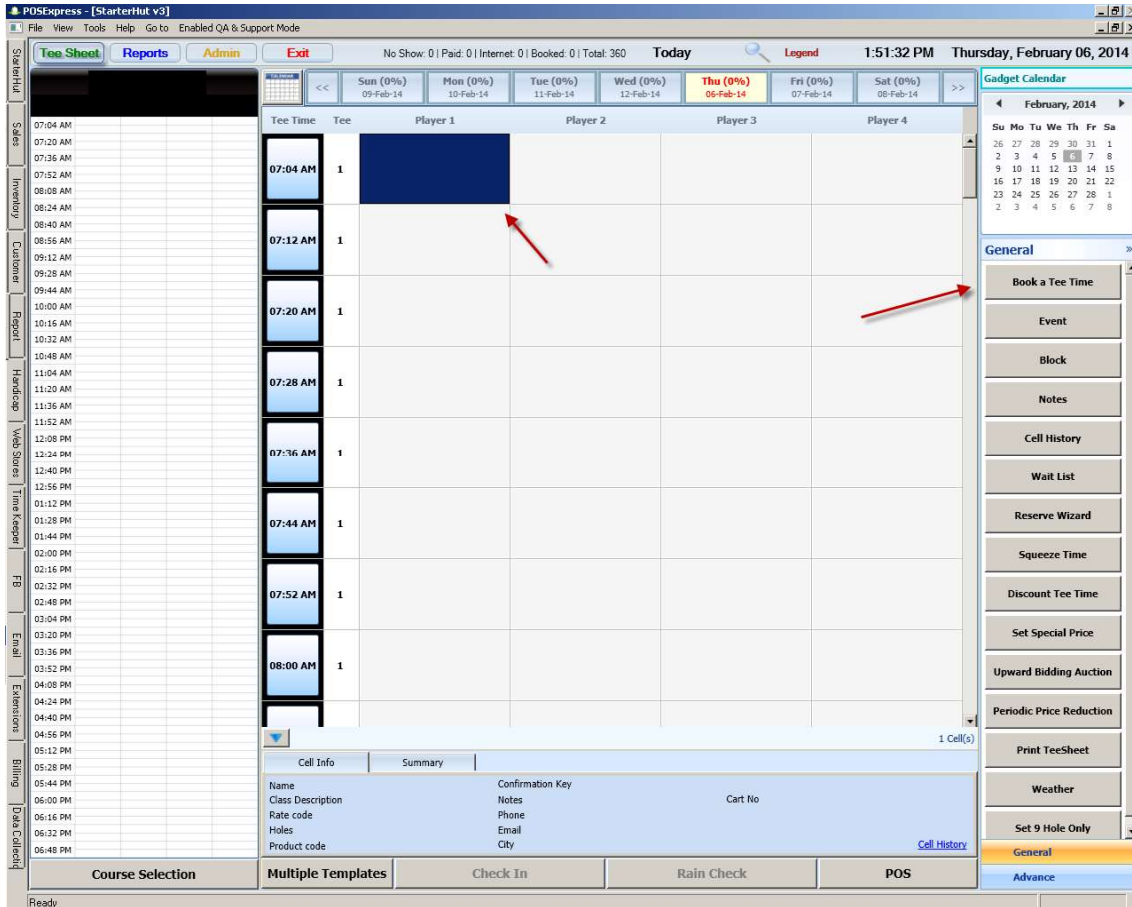 POSExpress - [StarterHut v3]
File View Tools Help Go to Enabled QA & Support Mode
Tee Sheet Reports Admin Exit No Show: 0 | Paid: 0 | Internet: 0 | Booked: 0 | Total: 360 Today Legend 1:51:32 PM Thursday, February 06, 2014
StarterHut
Sales
Inventory
Customer
Report
Handicap
Web Stores
Time Keeper
FB
Email
Extensions
Billing
Data Collectic
07:04 AM
07:20 AM
07:36 AM
07:52 AM
08:08 AM
08:24 AM
08:40 AM
08:56 AM
09:12 AM
09:28 AM
09:44 AM
10:00 AM
10:16 AM
10:32 AM
10:48 AM
11:04 AM
11:20 AM
11:36 AM
11:52 AM
12:08 PM
12:24 PM
12:40 PM
12:56 PM
01:12 PM
01:28 PM
01:44 PM
02:00 PM
02:16 PM
02:32 PM
02:48 PM
03:04 PM
03:20 PM
03:36 PM
03:52 PM
04:08 PM
04:24 PM
04:40 PM
04:56 PM
05:12 PM
05:28 PM
05:44 PM
06:00 PM
06:16 PM
06:32 PM
06:48 PM
Course Selection
CALENDAR << Sun (0%) Mon (0%) Tue (0%) Wed (0%) Thu (0%) Fri (0%) Sat (0%) >>
09-Feb-14 10-Feb-14 11-Feb-14 12-Feb-14 06-Feb-14 07-Feb-14 08-Feb-14
Tee Time Tee Player 1 Player 2 Player 3 Player 4
07:04 AM 1
07:12 AM 1
07:20 AM 1
07:28 AM 1
07:36 AM 1
07:44 AM 1
07:52 AM 1
08:00 AM 1
1 Cell(s)
Cell Info Summary
Name Confirmation Key
Class Description Notes Cart No
Rate code Phone
Holes Email
Product code City Cell History
Multiple Templates Check In Rain Check POS
Gadget Calendar
February, 2014
Su Mo Tu We Th Fr Sa
26 27 28 29 30 31 1
2 3 4 5 6 7 8
9 10 11 12 13 14 15
16 17 18 19 20 21 22
23 24 25 26 27 28 1
2 3 4 5 6 7 8
General »
Book a Tee Time
Event
Block
Notes
Cell History
Wait List
Reserve Wizard
Squeeze Time
Discount Tee Time
Set Special Price
Upward Bidding Auction
Periodic Price Reduction
Print TeeSheet
Weather
Set 9 Hole Only
General
Advance
Ready